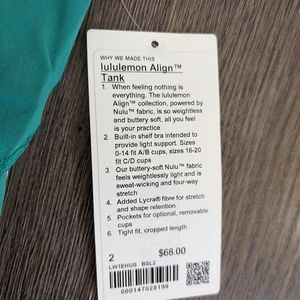 WHY WE MADE THIS
lululemon Align™
Tank
1. When feeling nothing is
everything. The lululemon
Align™ collection, powered by
Nulu™ fabric, is so weightless
and buttery soft, all you feel
is your practice
2. Built-in shelf bra intended to
provide light support. Sizes
0-14 fit A/B cups, sizes 16-20
fit C/D cups
3. Our buttery-soft Nulu™ fabric
feels weightlessly light and is
sweat-wicking and four-way
stretch
4. Added Lycra® fibre for stretch
and shape retention
5. Pockets for optional, removable
cups
6. Tight fit, cropped length
2 $68.00
LW1EHUS BSL2
000147028199